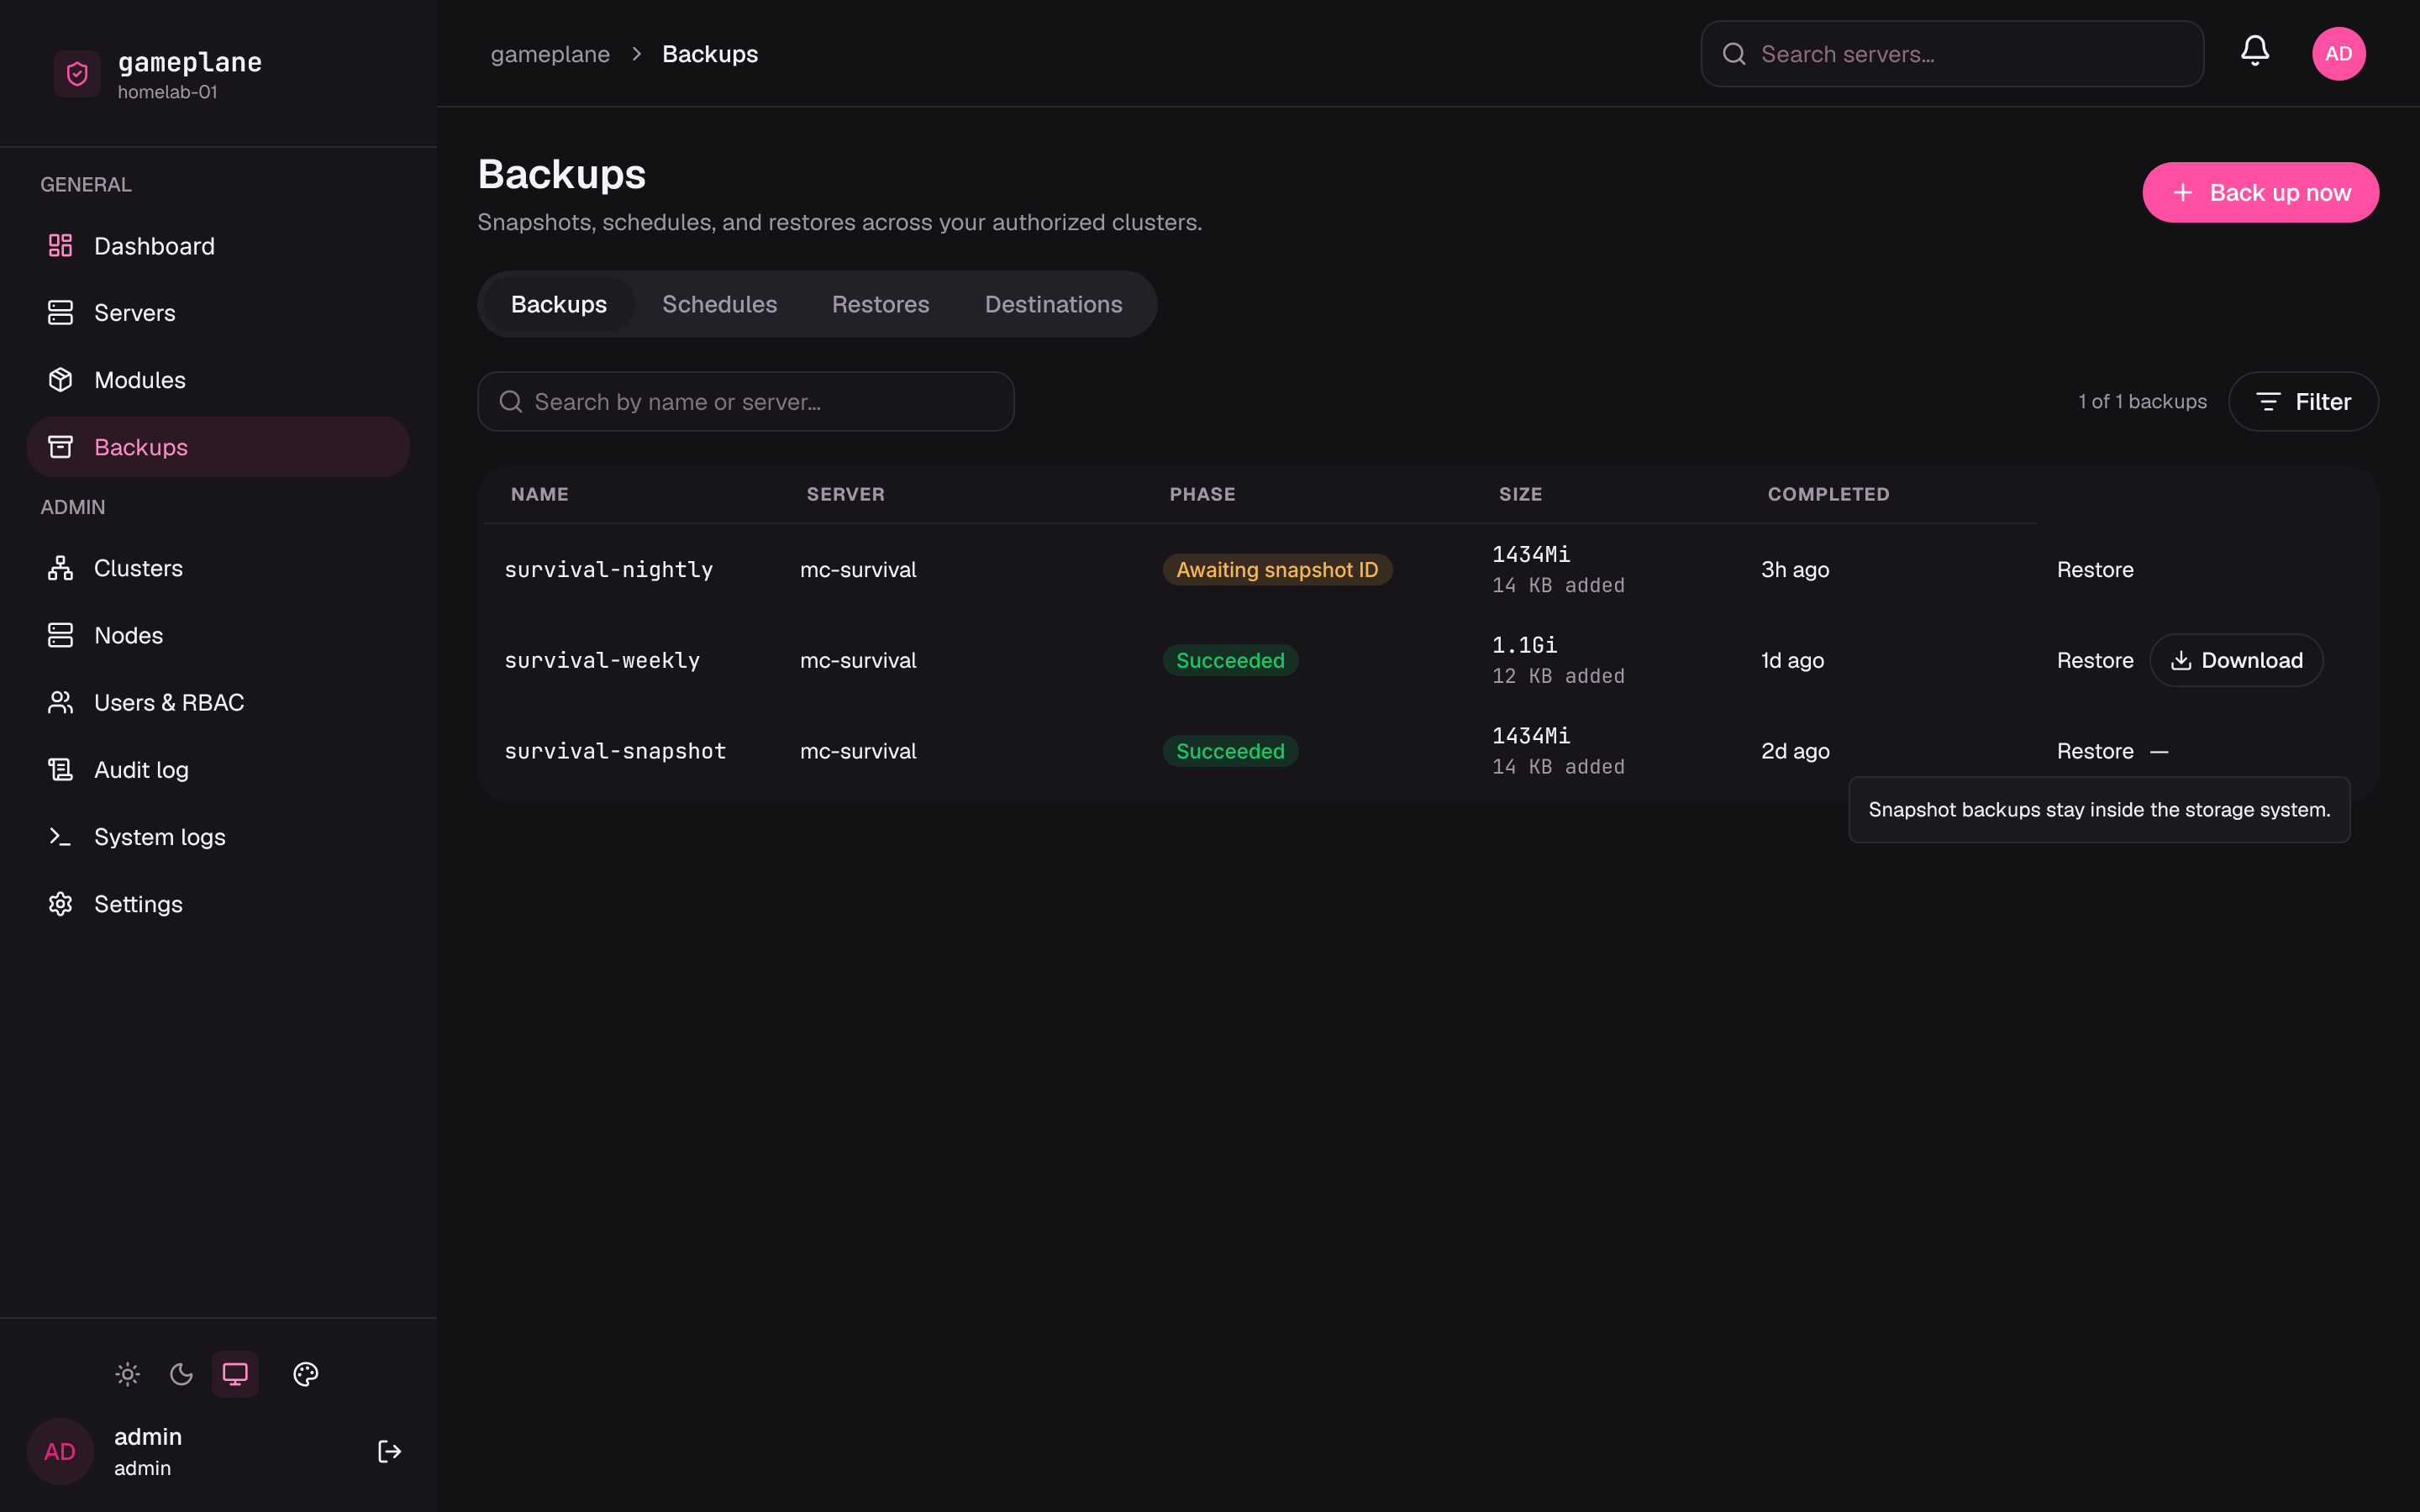 gameplane
homelab-01
GENERAL
Dashboard
Servers
Modules
Backups
ADMIN
Clusters
Nodes
Users & RBAC
Audit log
System logs
Settings
AD
admin
admin
gameplane > Backups
Search servers...
AD
Backups
Snapshots, schedules, and restores across your authorized clusters.
+ Back up now
Backups Schedules Restores Destinations
Search by name or server...
1 of 1 backups
Filter
NAME SERVER PHASE SIZE COMPLETED
survival-nightly mc-survival Awaiting snapshot ID 1434Mi 3h ago Restore
14 KB added
survival-weekly mc-survival Succeeded 1.1Gi 1d ago Restore Download
12 KB added
survival-snapshot mc-survival Succeeded 1434Mi 2d ago Restore —
14 KB added
Snapshot backups stay inside the storage system.